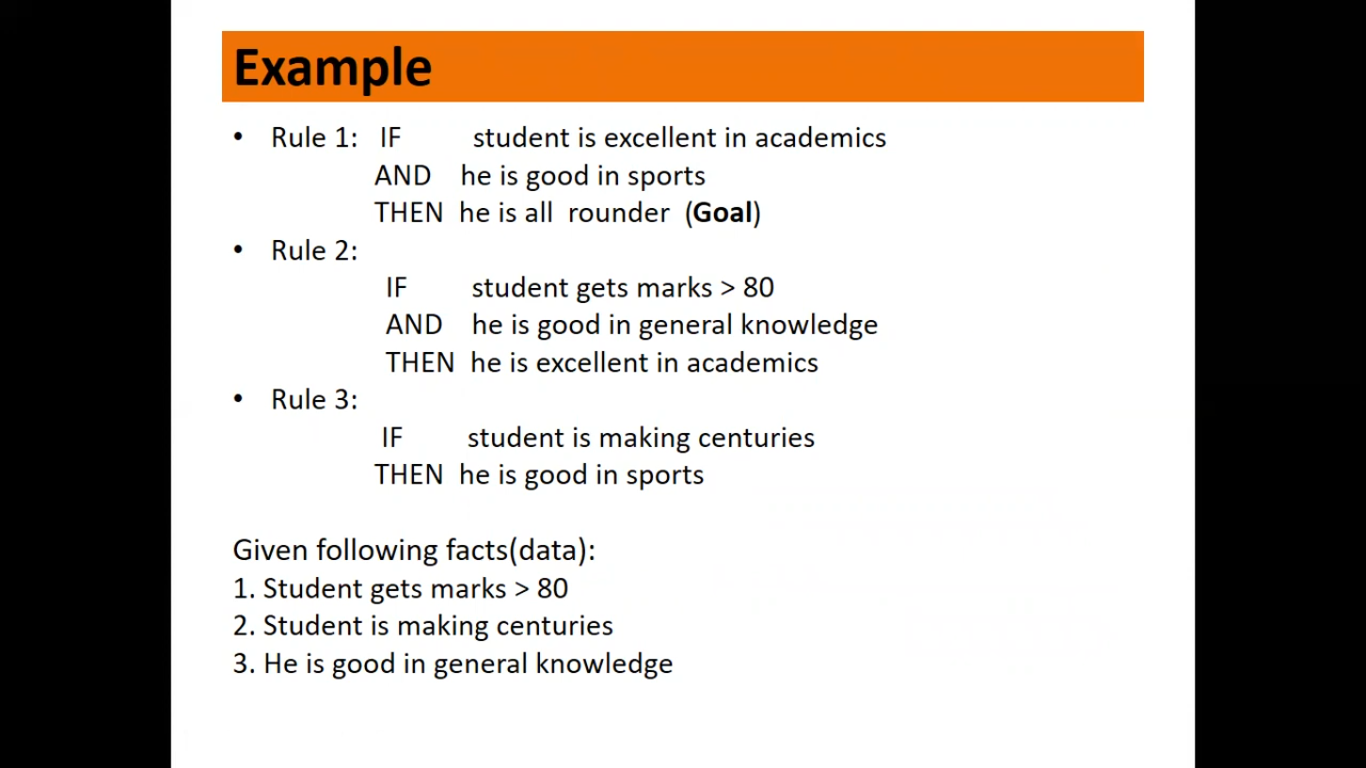 Example
• Rule 1: IF student is excellent in academics
AND he is good in sports
THEN he is all rounder (Goal)
• Rule 2:
IF student gets marks > 80
AND he is good in general knowledge
THEN he is excellent in academics
• Rule 3:
IF student is making centuries
THEN he is good in sports
Given following facts(data):
1. Student gets marks > 80
2. Student is making centuries
3. He is good in general knowledge